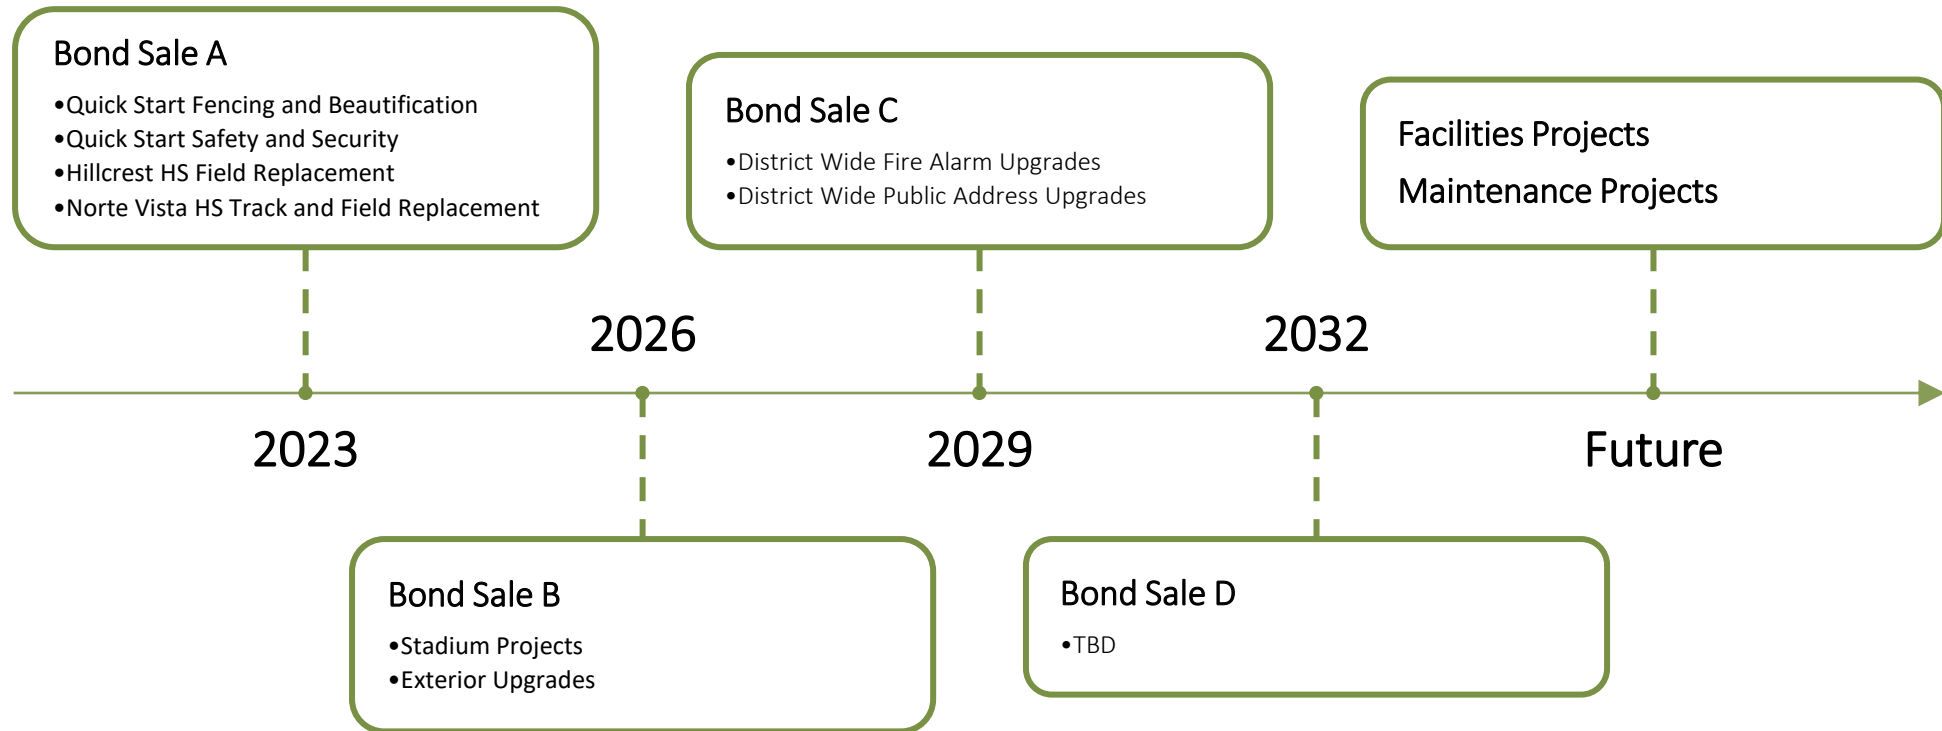 Bond Sale A
•Quick Start Fencing and Beautification
•Quick Start Safety and Security
•Hillcrest HS Field Replacement
•Norte Vista HS Track and Field Replacement
Bond Sale C
•District Wide Fire Alarm Upgrades
•District Wide Public Address Upgrades
Facilities Projects
Maintenance Projects
2026
2032
2023
2029
Future
Bond Sale B
•Stadium Projects
•Exterior Upgrades
Bond Sale D
•TBD